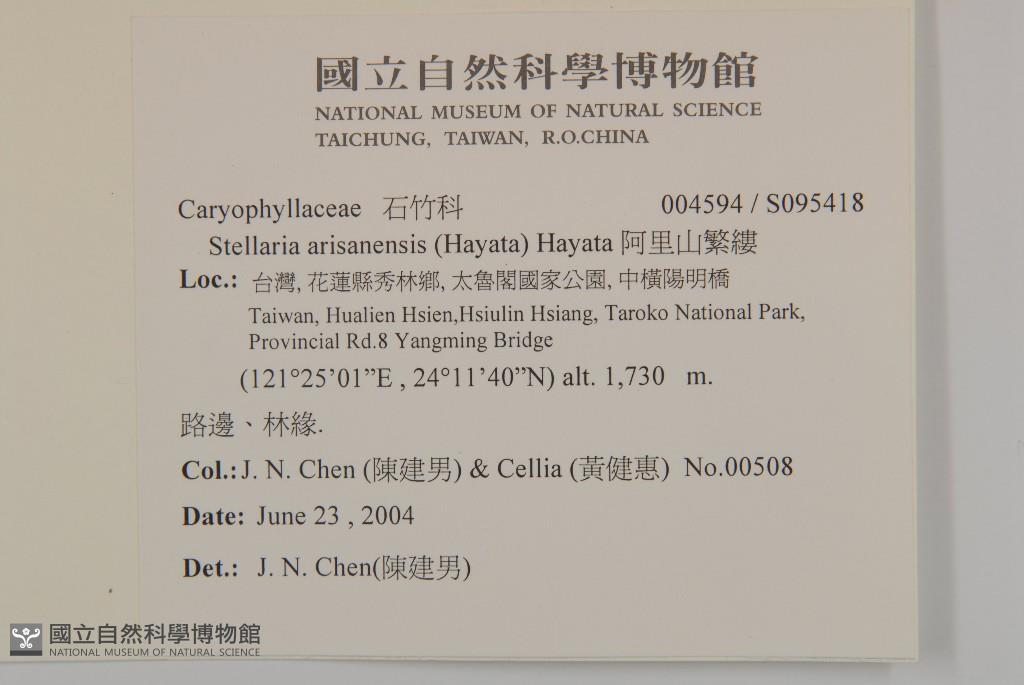 國立自然科學博物館
NATIONAL MUSEUM OF NATURAL SCIENCE
TAICHUNG, TAIWAN, R.O.CHINA
Caryophyllaceae 石竹科 004594 / S095418
Stellaria arisanensis (Hayata) Hayata 阿里山繁縷
Loc.: 台灣, 花蓮縣秀林鄉, 太魯閣國家公園, 中橫陽明橋
Taiwan, Hualien Hsien,Hsiulin Hsiang, Taroko National Park,
Provincial Rd.8 Yangming Bridge
(121°25’01”E , 24°11’40”N) alt. 1,730 m.
路邊、林緣.
Col.:J. N. Chen (陳建男) & Cellia (黃健惠) No.00508
Date: June 23 , 2004
Det.: J. N. Chen(陳建男)
國立自然科學博物館
NATIONAL MUSEUM OF NATURAL SCIENCE